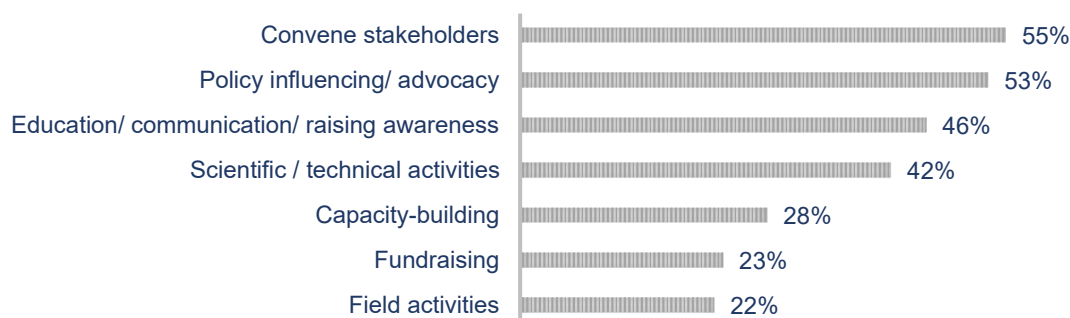 Convene stakeholders 55%
Policy influencing/ advocacy 53%
Education/ communication/ raising awareness 46%
Scientific / technical activities 42%
Capacity-building 28%
Fundraising 23%
Field activities 22%